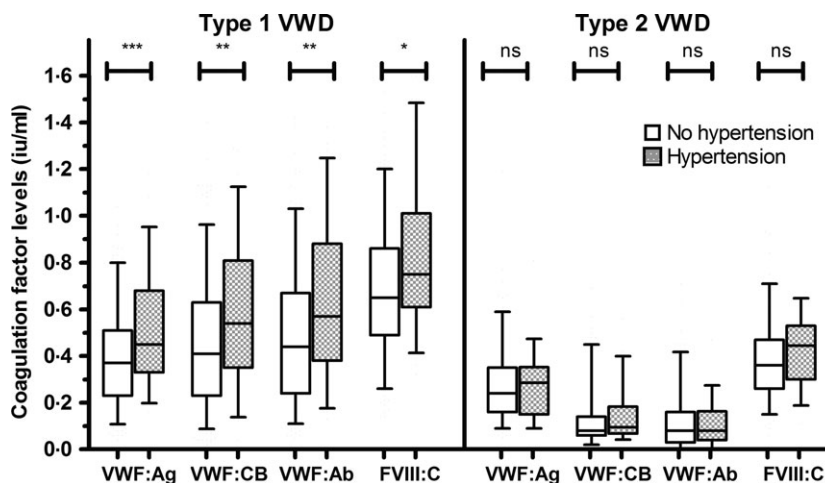 Type 1 VWD
Type 2 VWD
*** ** ** *
ns ns ns ns
Coagulation factor levels (iu/ml)
1·6
1·4
1·2
1·0
0·8
0·6
0·4
0·2
0·0
No hypertension
Hypertension
VWF:Ag VWF:CB VWF:Ab FVIII:C
VWF:Ag VWF:CB VWF:Ab FVIII:C